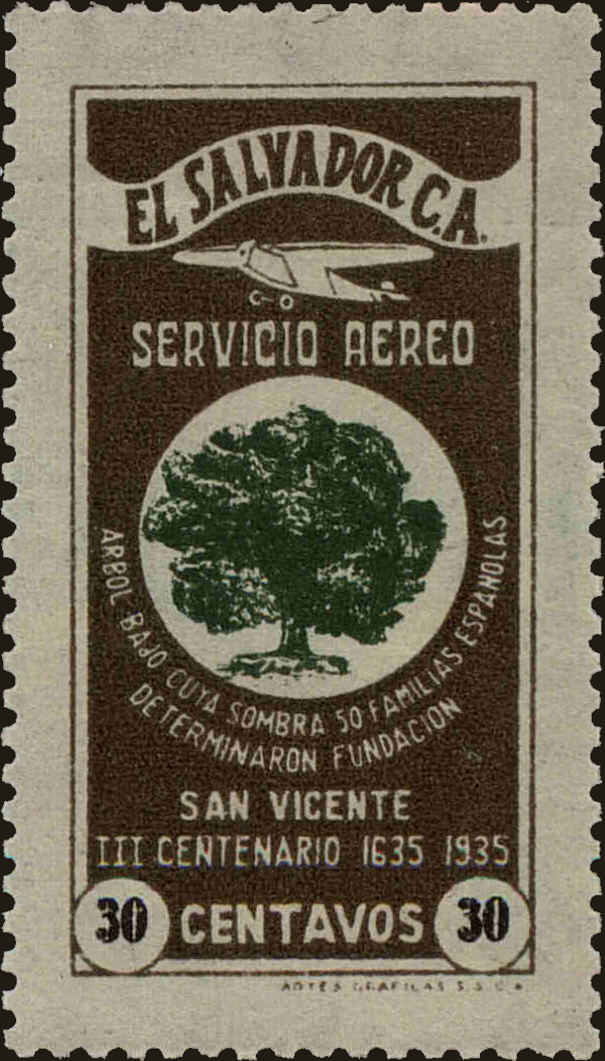 EL SALVADOR C.A.
SERVICIO AEREO
ARBOL BAJO CUYA SOMBRA 50 FAMILIAS ESPAÑOLAS
DETERMINARON FUNDACION
SAN VICENTE
III CENTENARIO 1635 1935
30 CENTAVOS 30